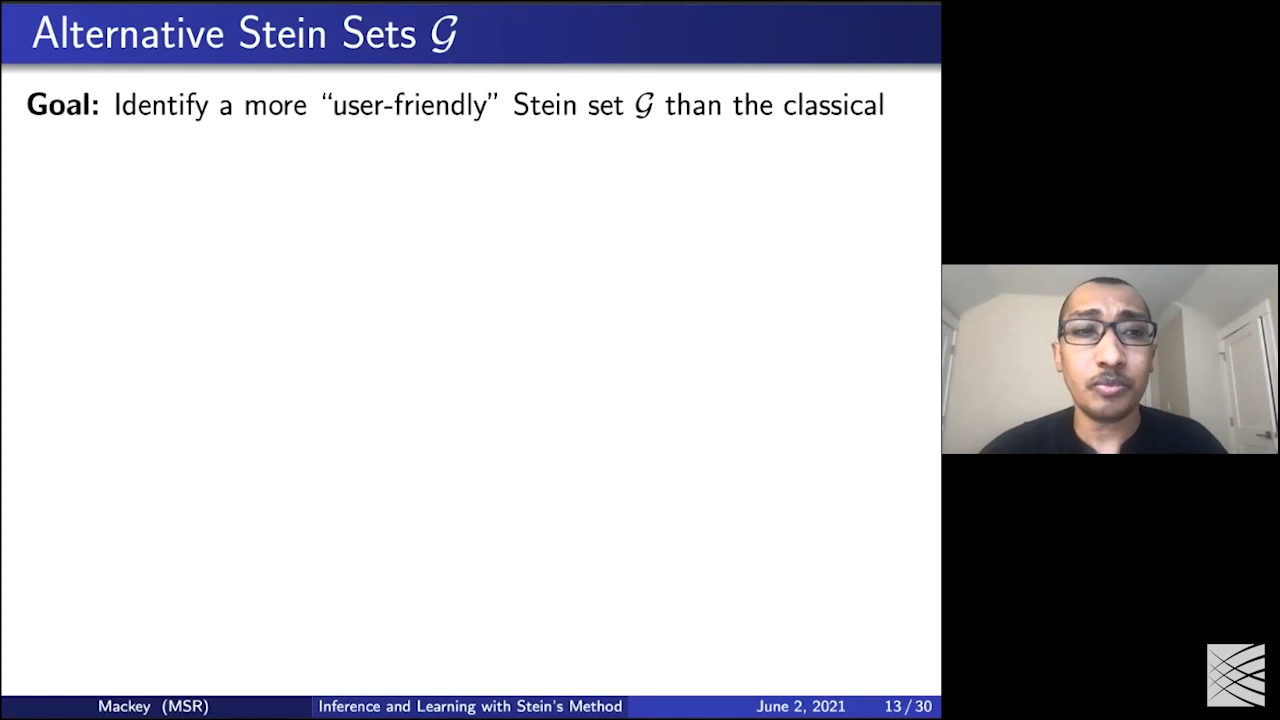 Alternative Stein Sets 𝒢
Goal: Identify a more “user-friendly” Stein set 𝒢 than the classical
Mackey (MSR) Inference and Learning with Stein's Method June 2, 2021 13 / 30